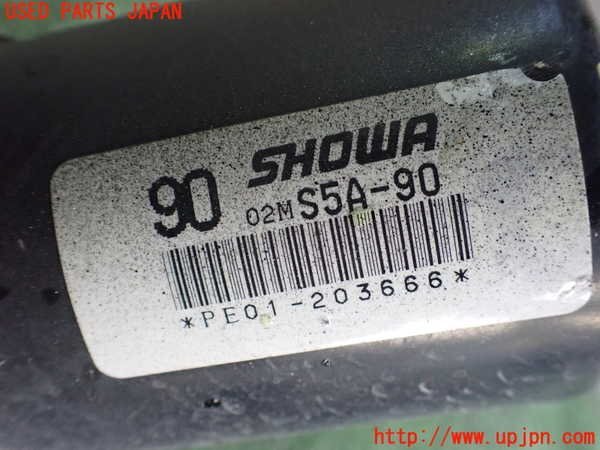 USED PARTS JAPAN
90 SHOWA
02M S5A-90
*PE01-203666*
http://www.upjpn.com/